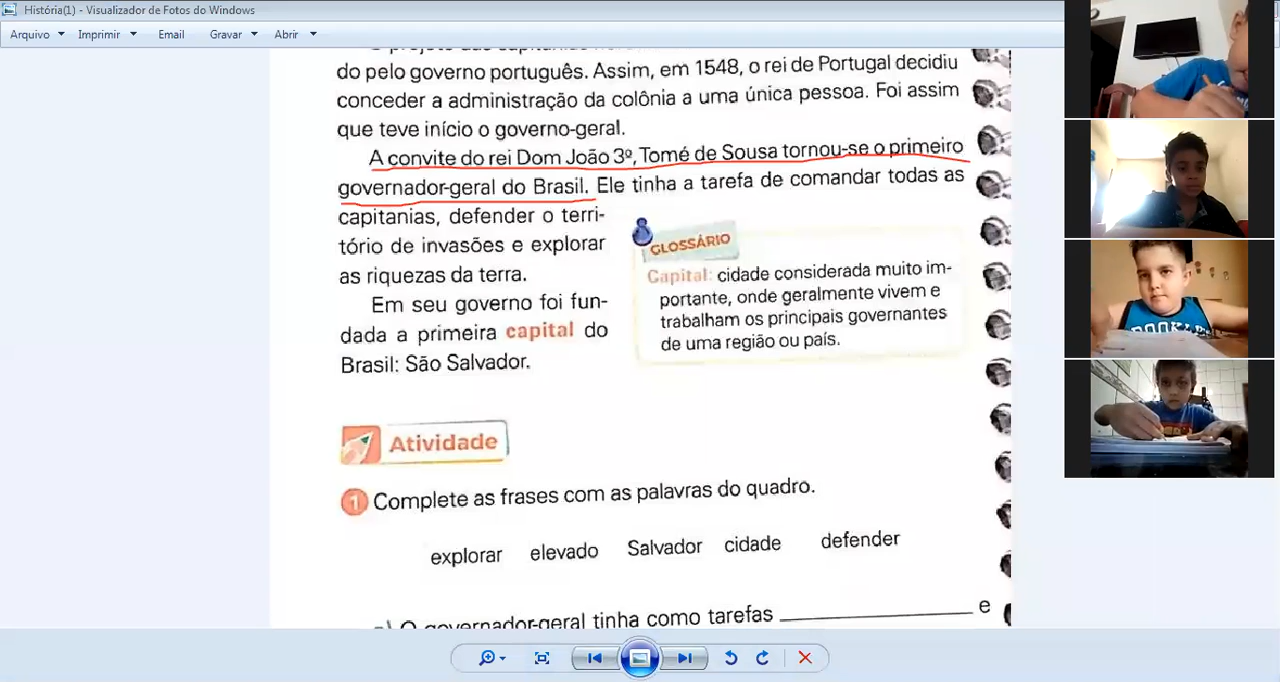 História(1) - Visualizador de Fotos do Windows
Arquivo Imprimir Email Gravar Abrir
do pelo governo português. Assim, em 1548, o rei de Portugal decidiu
conceder a administração da colônia a uma única pessoa. Foi assim
que teve início o governo-geral.
A convite do rei Dom João 3º, Tomé de Sousa tornou-se o primeiro
governador-geral do Brasil. Ele tinha a tarefa de comandar todas as
capitanias, defender o terri-
tório de invasões e explorar
as riquezas da terra.
Em seu governo foi fun-
dada a primeira capital do
Brasil: São Salvador.
GLOSSÁRIO
Capital: cidade considerada muito im-
portante, onde geralmente vivem e
trabalham os principais governantes
de uma região ou país.
Atividade
1 Complete as frases com as palavras do quadro.
explorar elevado Salvador cidade defender
O governador-geral tinha como tarefas ____________ e